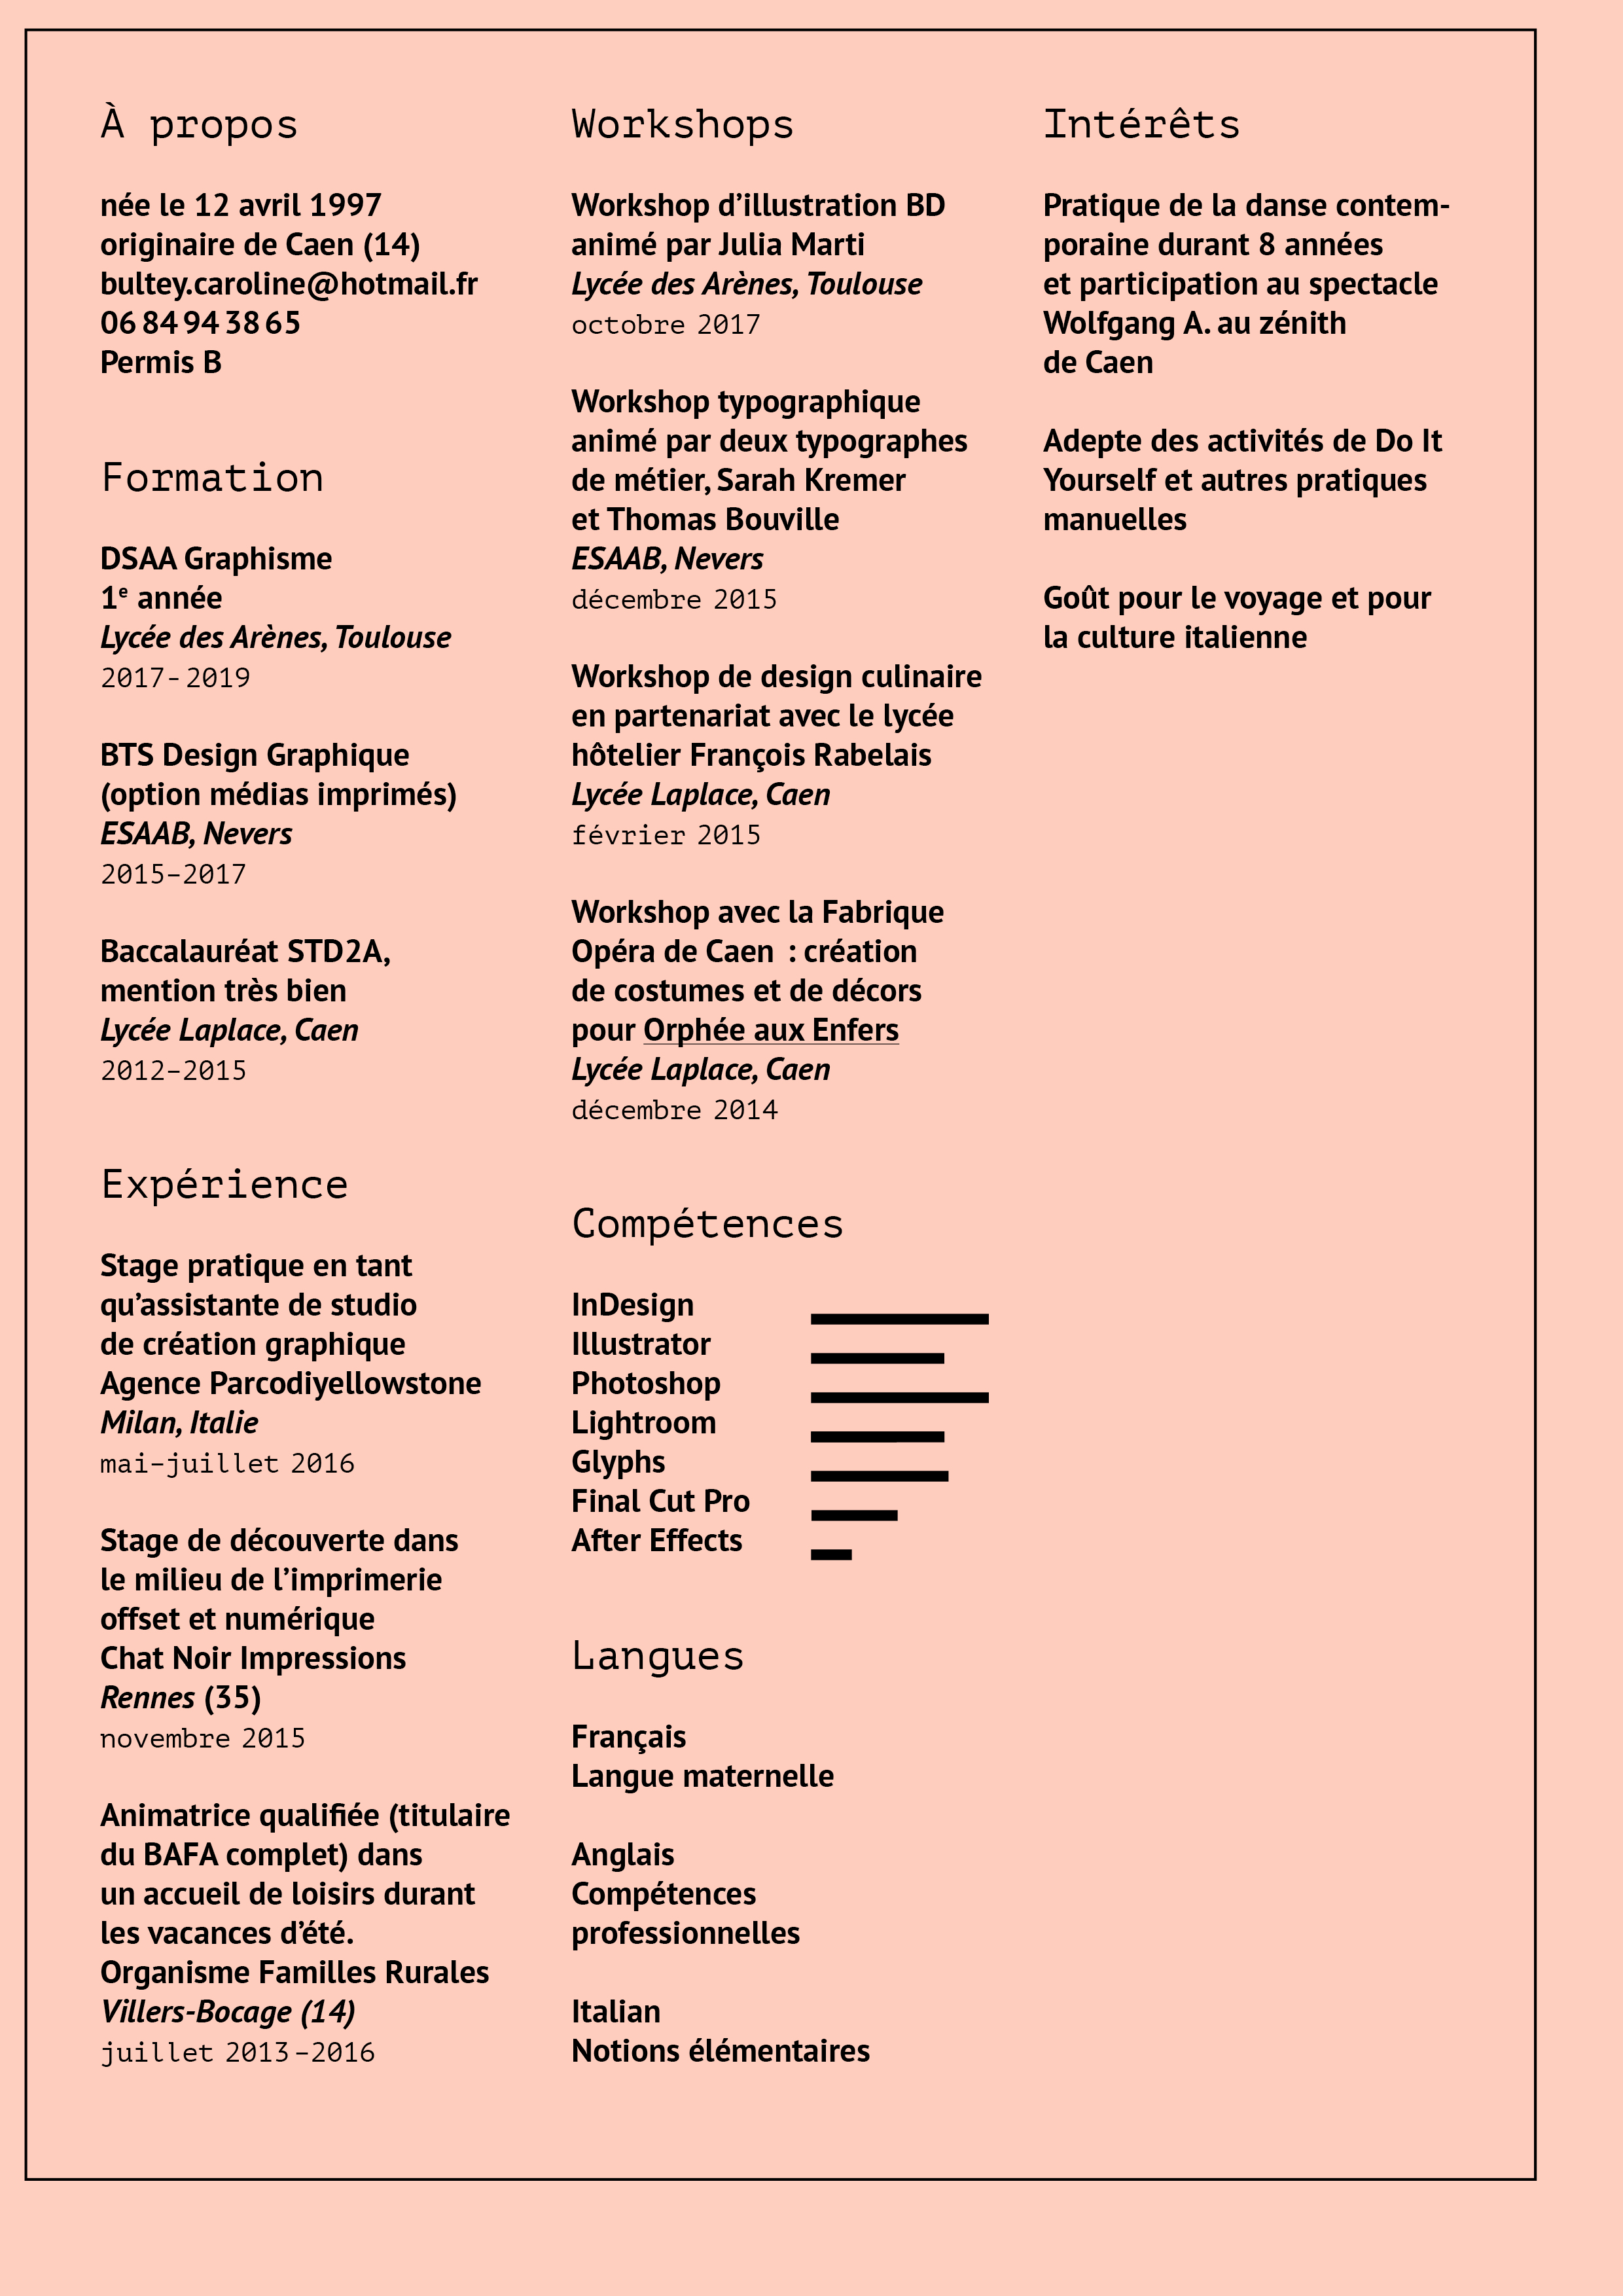 À propos
née le 12 avril 1997
originaire de Caen (14)
bultey.caroline@hotmail.fr
06 84 94 38 65
Permis B
Formation
DSAA Graphisme
1e année
Lycée des Arènes, Toulouse
2017-2019
BTS Design Graphique
(option médias imprimés)
ESAAB, Nevers
2015–2017
Baccalauréat STD2A,
mention très bien
Lycée Laplace, Caen
2012–2015
Expérience
Stage pratique en tant
qu’assistante de studio
de création graphique
Agence Parcodiyellowstone
Milan, Italie
mai–juillet 2016
Stage de découverte dans
le milieu de l’imprimerie
offset et numérique
Chat Noir Impressions
Rennes (35)
novembre 2015
Animatrice qualifiée (titulaire
du BAFA complet) dans
un accueil de loisirs durant
les vacances d’été.
Organisme Familles Rurales
Villers-Bocage (14)
juillet 2013–2016
Workshops
Workshop d’illustration BD
animé par Julia Marti
Lycée des Arènes, Toulouse
octobre 2017
Workshop typographique
animé par deux typographes
de métier, Sarah Kremer
et Thomas Bouville
ESAAB, Nevers
décembre 2015
Workshop de design culinaire
en partenariat avec le lycée
hôtelier François Rabelais
Lycée Laplace, Caen
février 2015
Workshop avec la Fabrique
Opéra de Caen : création
de costumes et de décors
pour Orphée aux Enfers
Lycée Laplace, Caen
décembre 2014
Compétences
InDesign
Illustrator
Photoshop
Lightroom
Glyphs
Final Cut Pro
After Effects
Langues
Français
Langue maternelle
Anglais
Compétences
professionnelles
Italian
Notions élémentaires
Intérêts
Pratique de la danse contem-
poraine durant 8 années
et participation au spectacle
Wolfgang A. au zénith
de Caen
Adepte des activités de Do It
Yourself et autres pratiques
manuelles
Goût pour le voyage et pour
la culture italienne